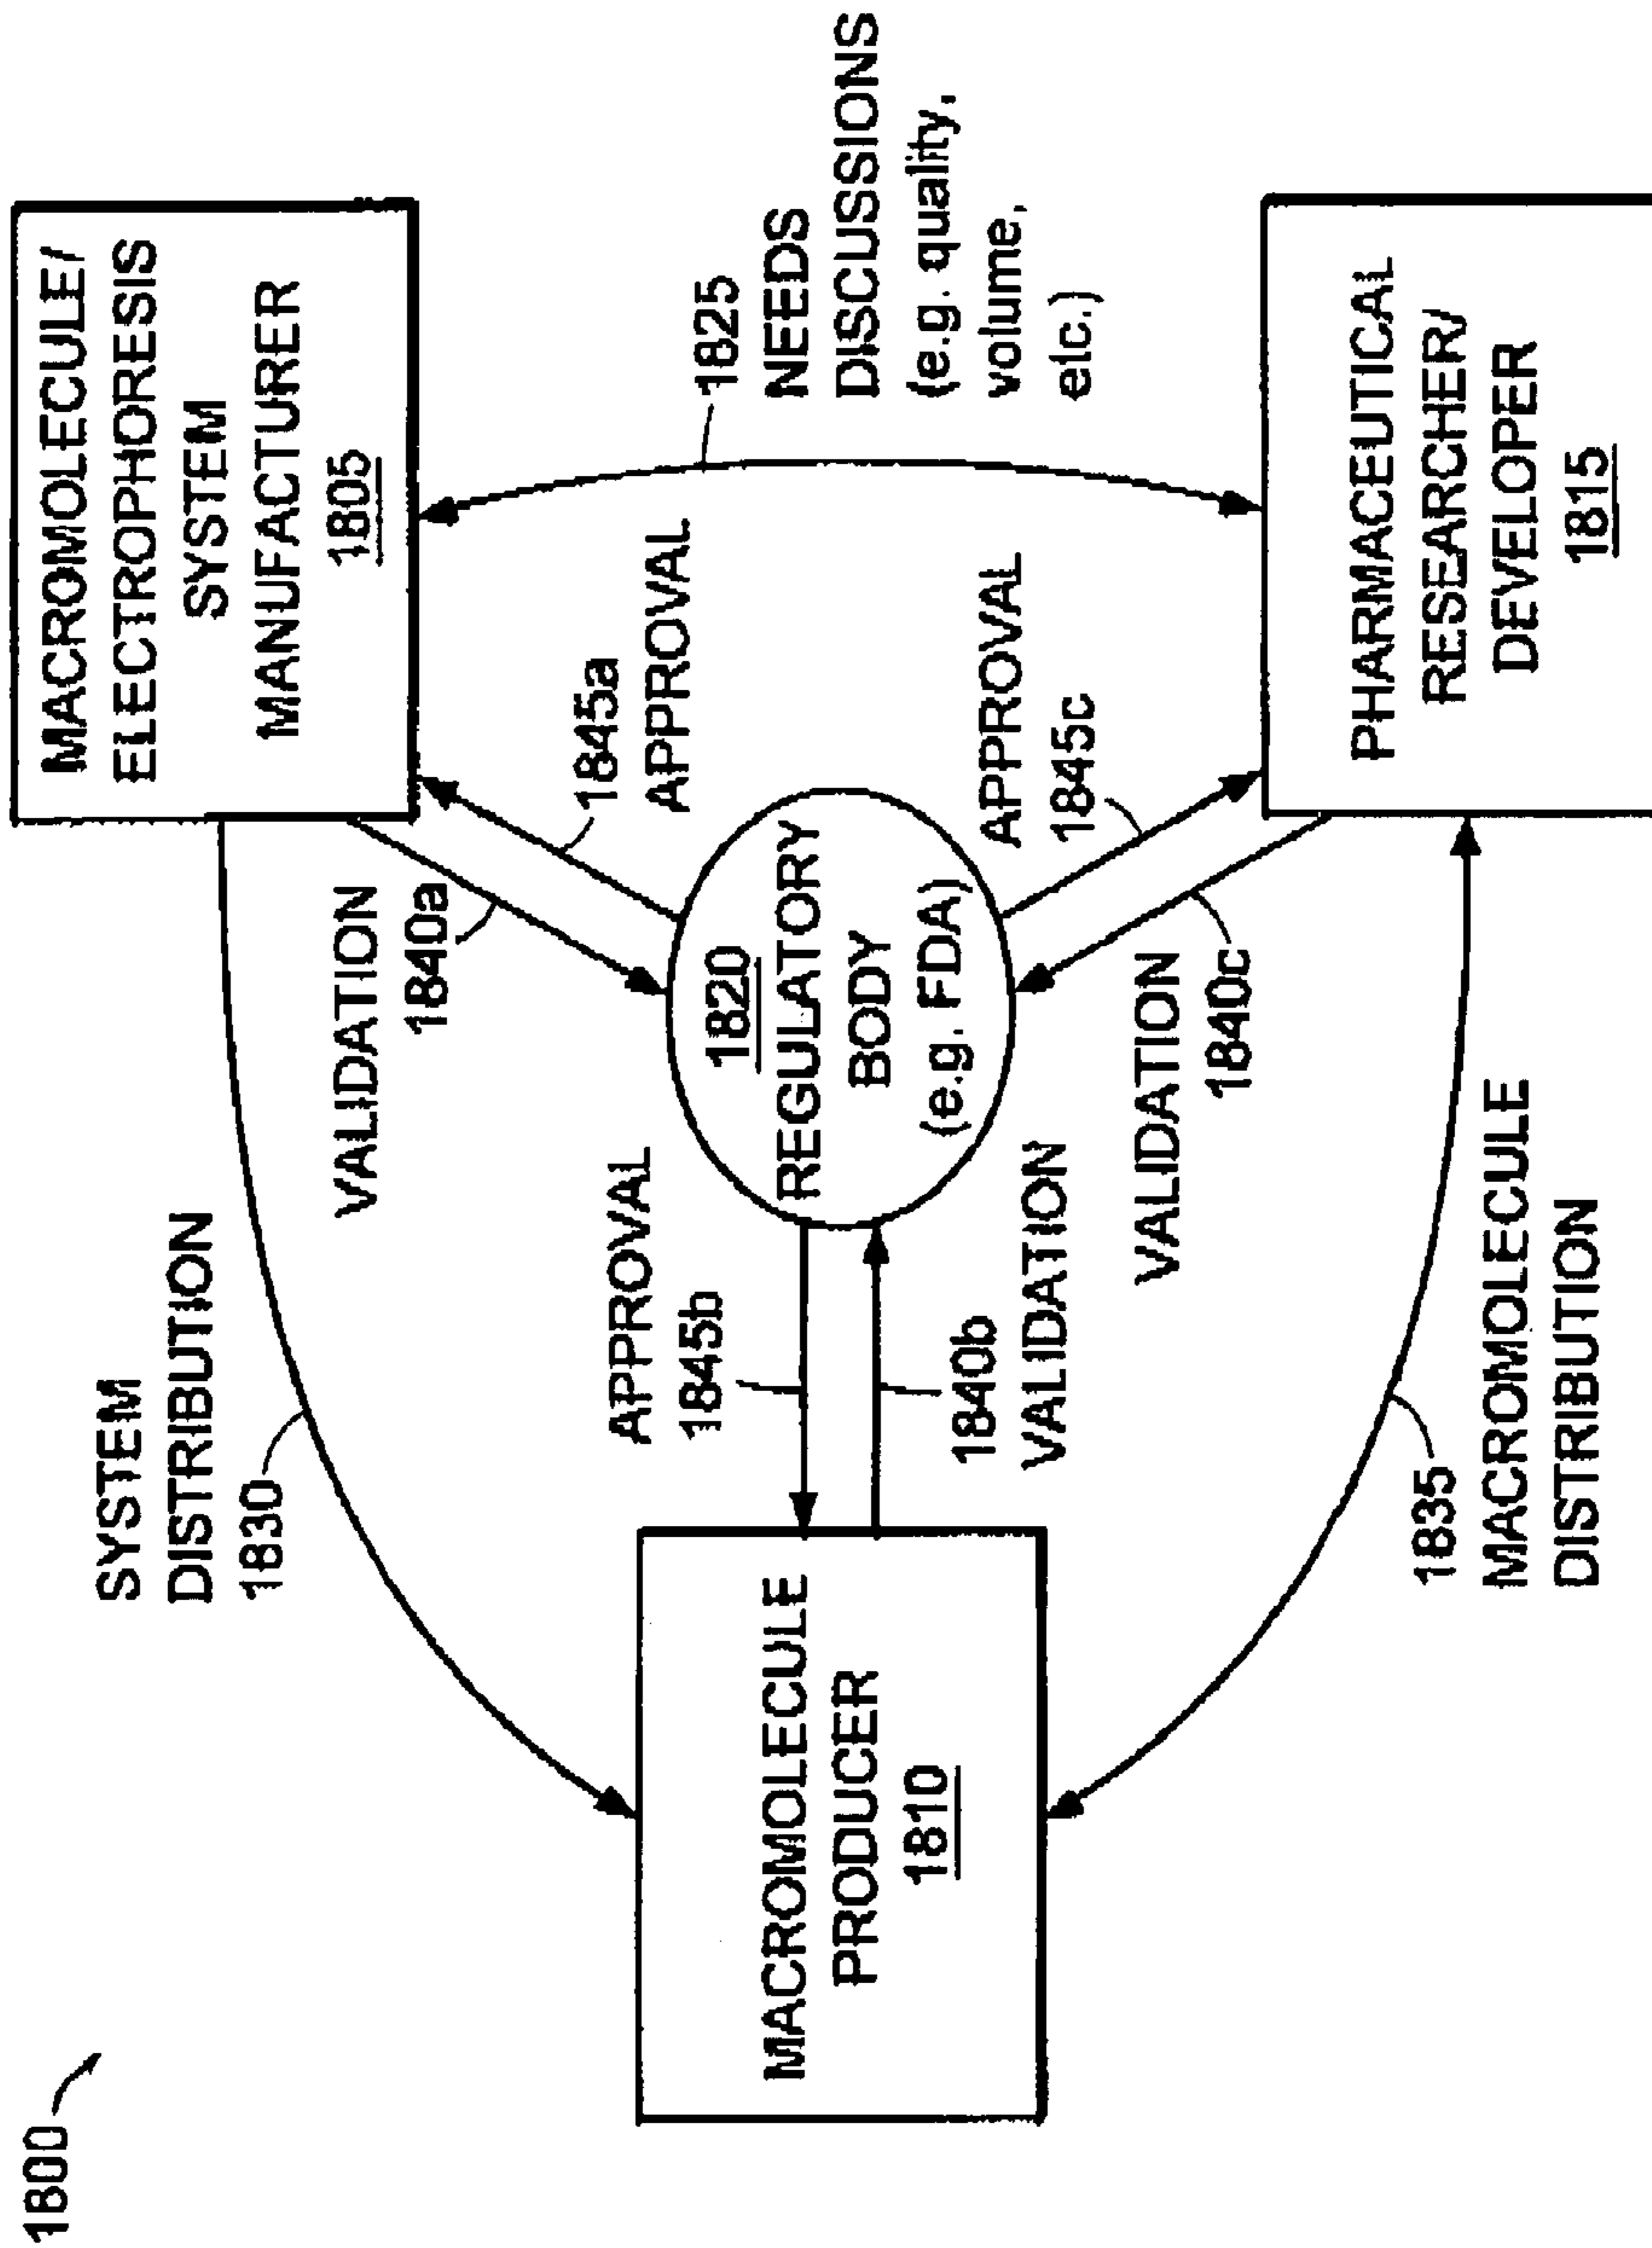 1800
SYSTEM
DISTRIBUTION
1830
MACROMOLECULE/
ELECTROPHORESIS
SYSTEM
MANUFACTURER
1805
VALIDATION
1840a
1845a
APPROVAL
1825
NEEDS
DISCUSSIONS
(e.g. quality,
volume,
etc.)
APPROVAL
1845b
1820
REGULATORY
BODY
(e.g. FDA)
MACROMOLECULE
PRODUCER
1810
1840b
VALIDATION
APPROVAL
1845c
VALIDATION
1840c
1835
MACROMOLECULE
DISTRIBUTION
PHARMACEUTICAL
RESEARCHER/
DEVELOPER
1815